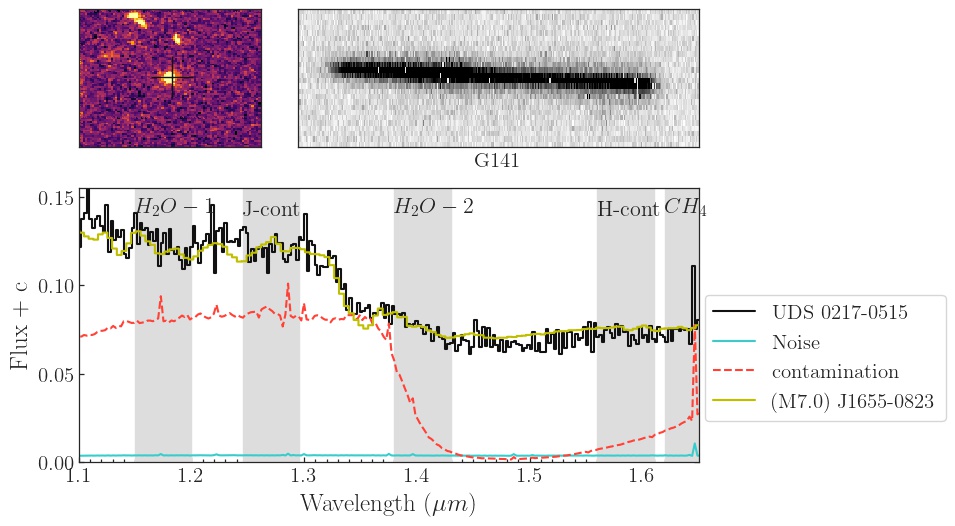 G141
0.15
0.10
0.05
0.00
Flux + c
H₂O − 1
J-cont
H₂O − 2
H-cont
CH₄
1.1
1.2
1.3
1.4
1.5
1.6
Wavelength (μm)
UDS 0217-0515
Noise
contamination
(M7.0) J1655-0823